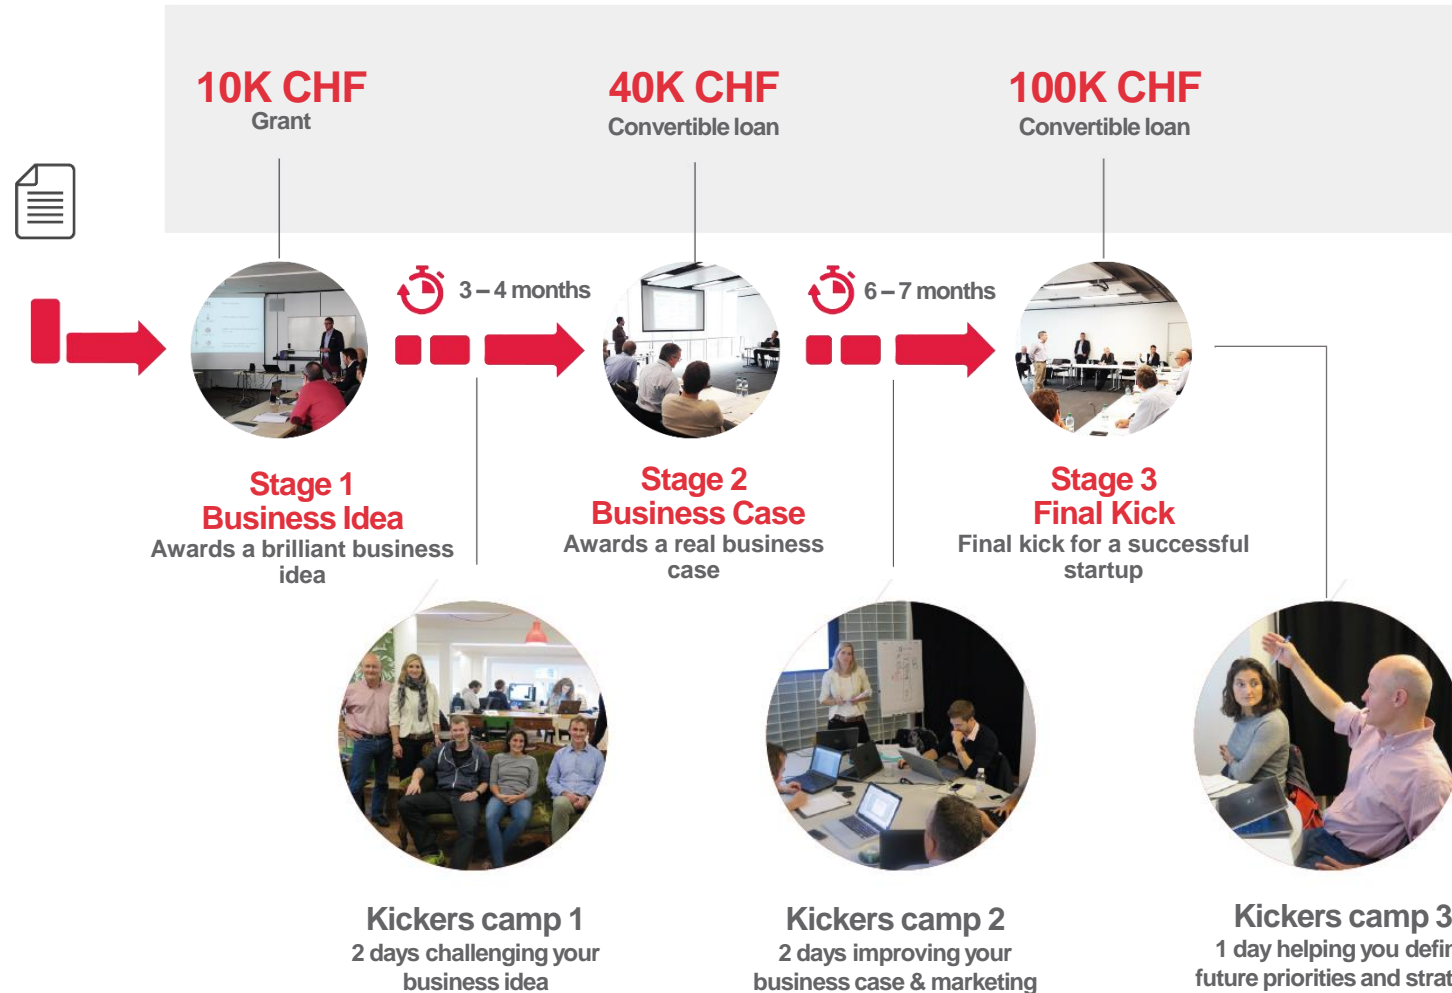 10K CHF
Grant
40K CHF
Convertible loan
100K CHF
Convertible loan
3 – 4 months
6 – 7 months
Stage 1
Business Idea
Awards a brilliant business
idea
Stage 2
Business Case
Awards a real business
case
Stage 3
Final Kick
Final kick for a successful
startup
Kickers camp 1
2 days challenging your
business idea
Kickers camp 2
2 days improving your
business case & marketing
Kickers camp 3
1 day helping you defin
future priorities and strat